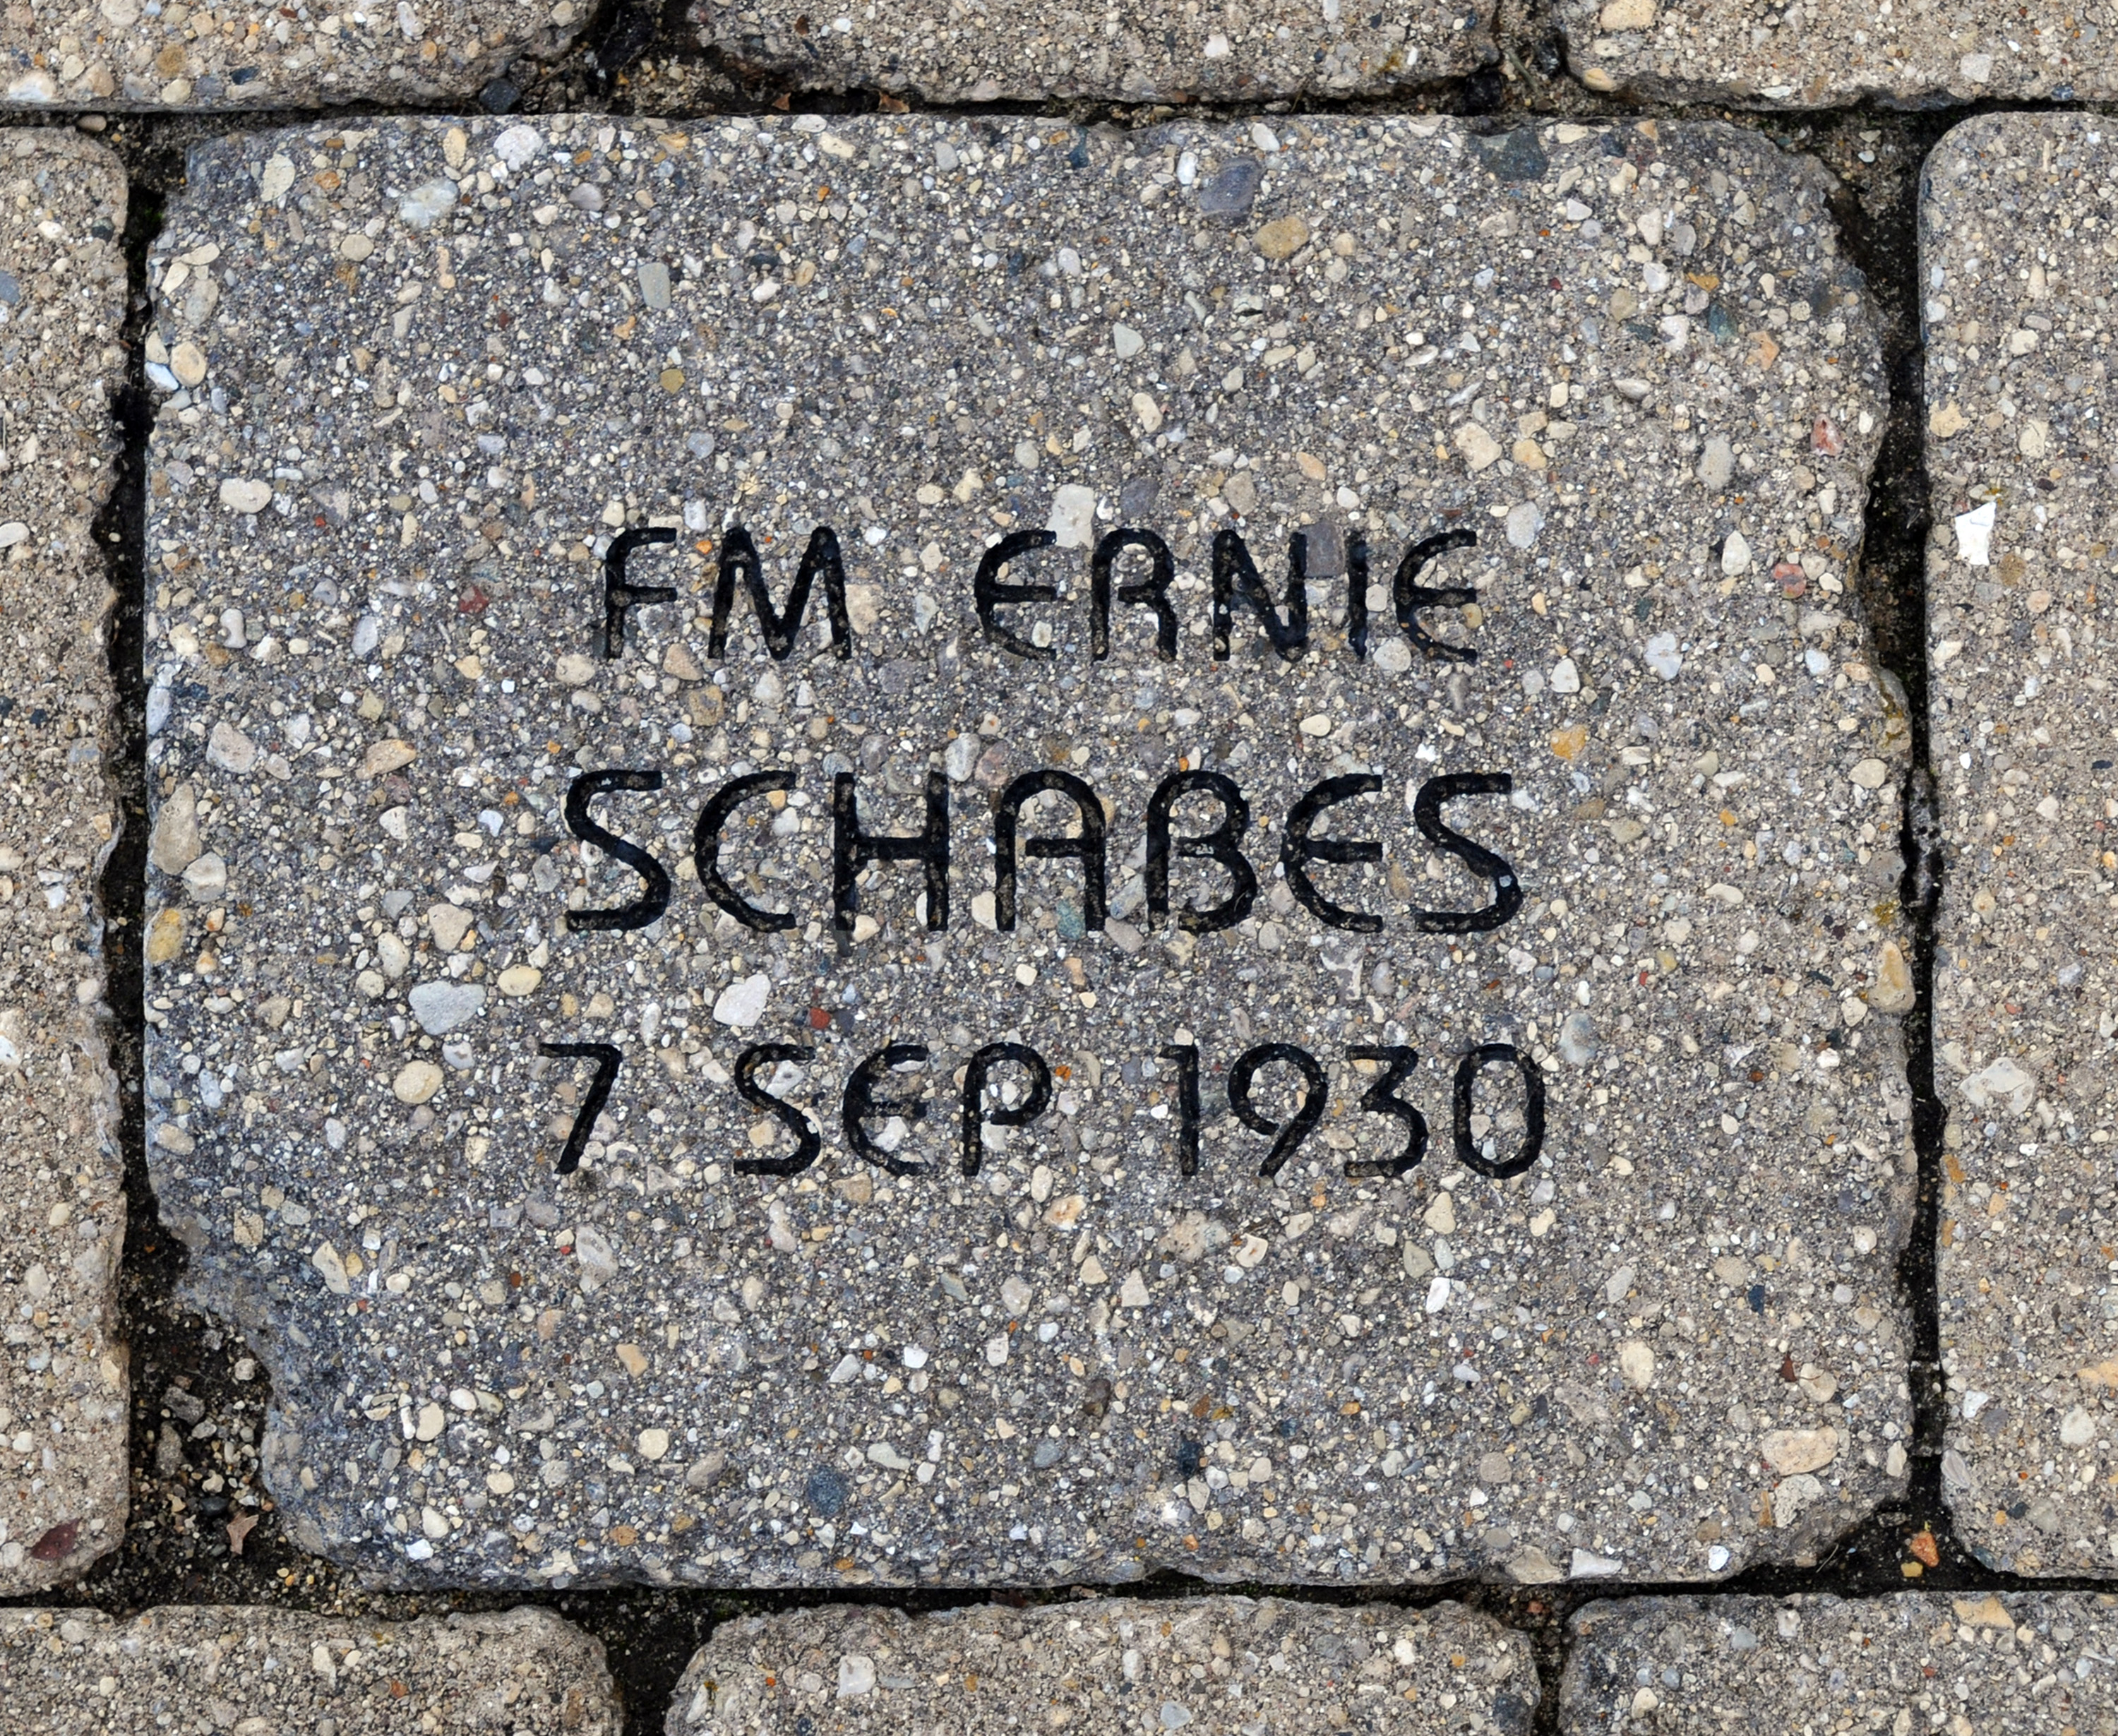 FM ERNIE
SCHABES
7 SEP 1930